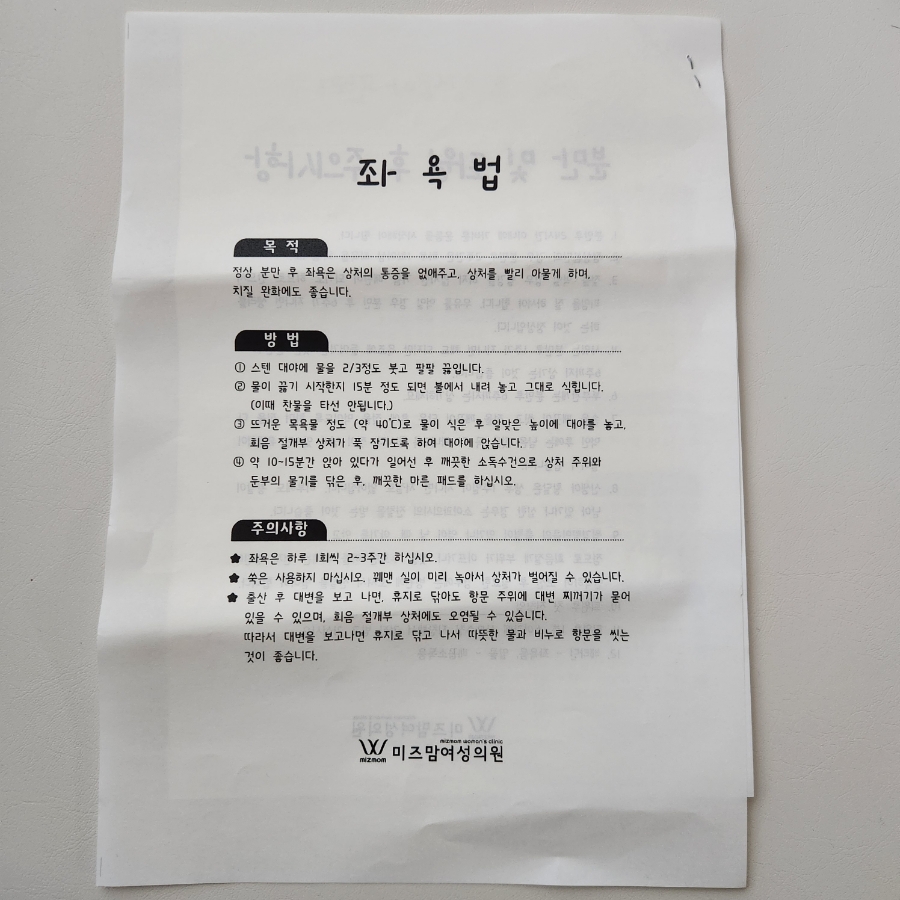 좌 욕 법
목 적
정상 분만 후 좌욕은 상처의 통증을 없애주고, 상처를 빨리 아물게 하며,
치질 완화에도 좋습니다.
방 법
① 스텐 대야에 물을 2/3정도 붓고 팔팔 끓입니다.
② 물이 끓기 시작한지 15분 정도 되면 불에서 내려 놓고 그대로 식힙니다.
(이때 찬물을 타선 안됩니다.)
③ 뜨거운 목욕물 정도 (약 40℃)로 물이 식은 후 알맞은 높이에 대야를 놓고,
회음 절개부 상처가 푹 잠기도록 하여 대야에 앉습니다.
④ 약 10~15분간 앉아 있다가 일어선 후 깨끗한 소독수건으로 상처 주위와
둔부의 물기를 닦은 후, 깨끗한 마른 패드를 하십시오.
주의사항
좌욕은 하루 1회씩 2~3주간 하십시오.
쑥은 사용하지 마십시오. 꿰맨 실이 미리 녹아서 상처가 벌어질 수 있습니다.
출산 후 대변을 보고 나면, 휴지로 닦아도 항문 주위에 대변 찌꺼기가 묻어
있을 수 있으며, 회음 절개부 상처에도 오염될 수 있습니다.
따라서 대변을 보고나면 휴지로 닦고 나서 따뜻한 물과 비누로 항문을 씻는
것이 좋습니다.
mizmom woman's clinic
mizmom 미즈맘여성의원